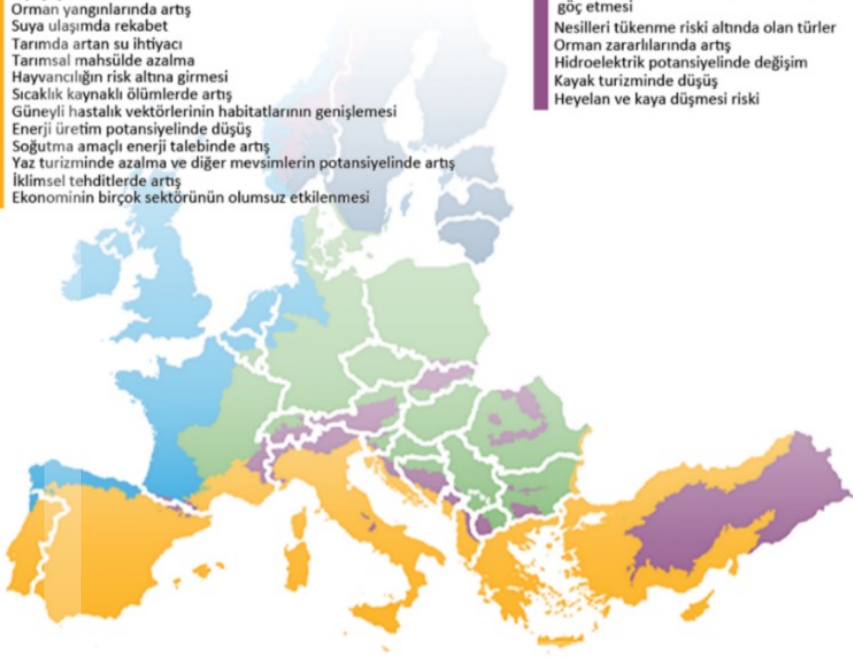 Orman yangınlarında artış
Suya ulaşımda rekabet
Tarımda artan su ihtiyacı
Tarımsal mahsülde azalma
Hayvancılığın risk altına girmesi
Sıcaklık kaynaklı ölümlerde artış
Güneyli hastalık vektörlerinin habitatlarının genişlemesi
Enerji üretim potansiyelinde düşüş
Soğutma amaçlı enerji talebinde artış
Yaz turizminde azalma ve diğer mevsimlerin potansiyelinde artış
İklimsel tehditlerde artış
Ekonominin birçok sektörünün olumsuz etkilenmesi
göç etmesi
Nesilleri tükenme riski altında olan türler
Orman zararlılarında artış
Hidroelektrik potansiyelinde değişim
Kayak turizminde düşüş
Heyelan ve kaya düşmesi riski